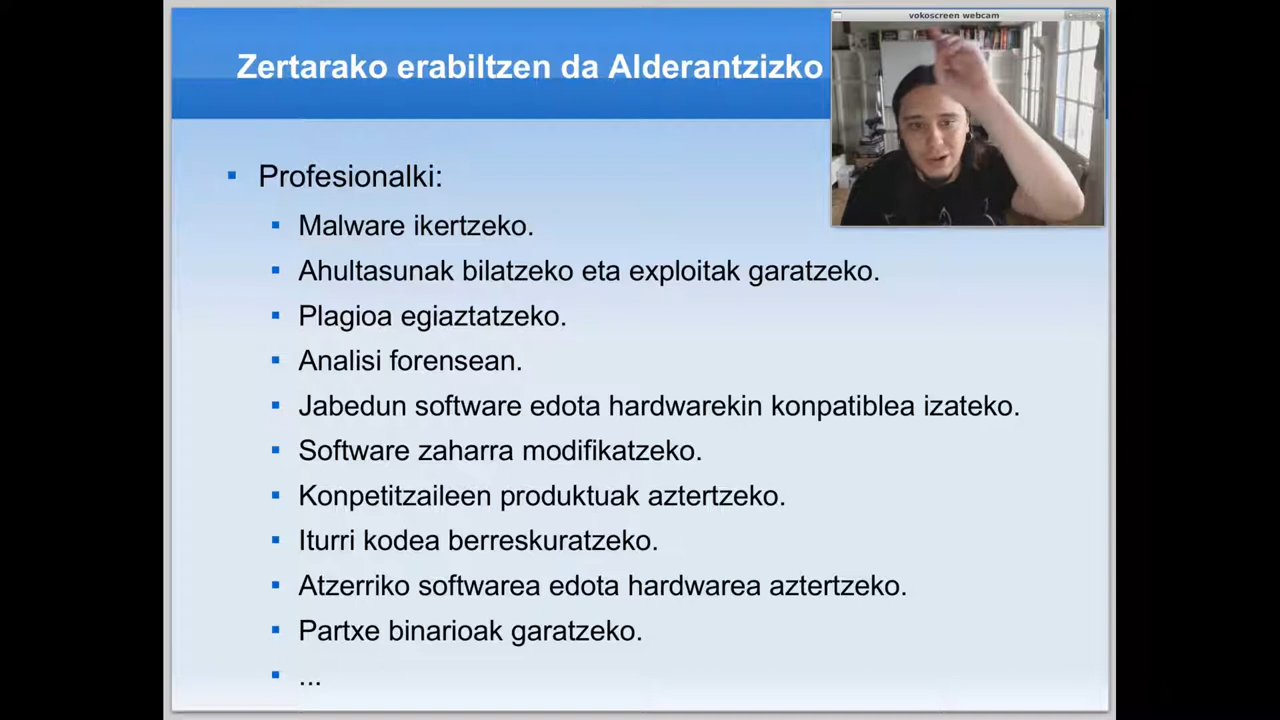 Zertarako erabiltzen da Alderantzizko
vokoscreen webcam
Profesionalki:
Malware ikertzeko.
Ahultasunak bilatzeko eta exploitak garatzeko.
Plagioa egiaztatzeko.
Analisi forensean.
Jabedun software edota hardwarekin konpatiblea izateko.
Software zaharra modifikatzeko.
Konpetitzaileen produktuak aztertzeko.
Iturri kodea berreskuratzeko.
Atzerriko softwarea edota hardwarea aztertzeko.
Partxe binarioak garatzeko.
...